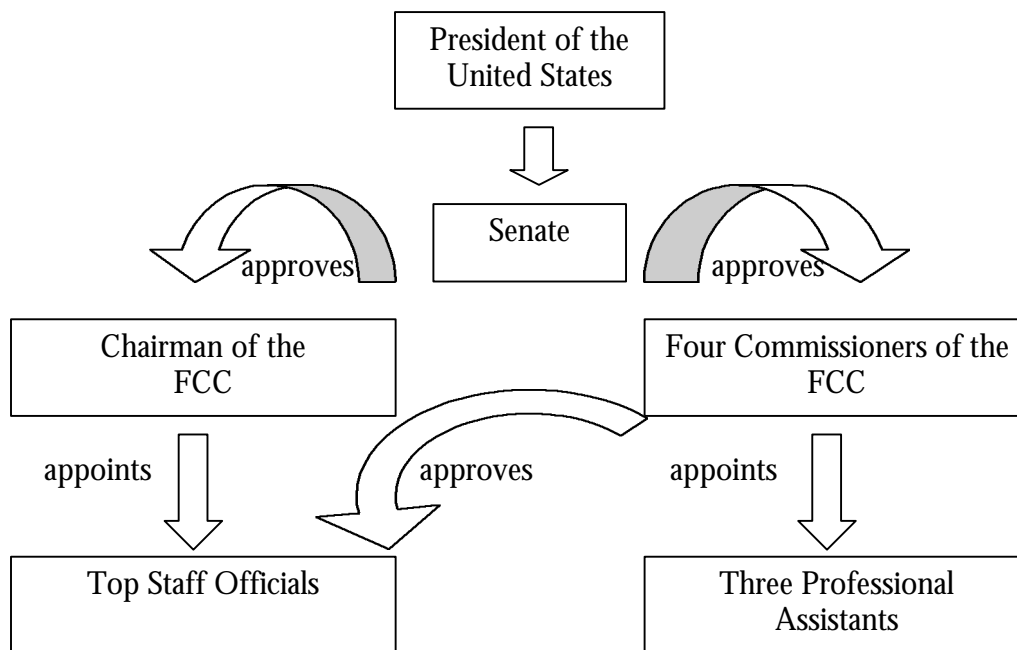 President of the
United States
Senate
approves
approves
Chairman of the
FCC
Four Commissioners of the
FCC
appoints
approves
appoints
Top Staff Officials
Three Professional
Assistants